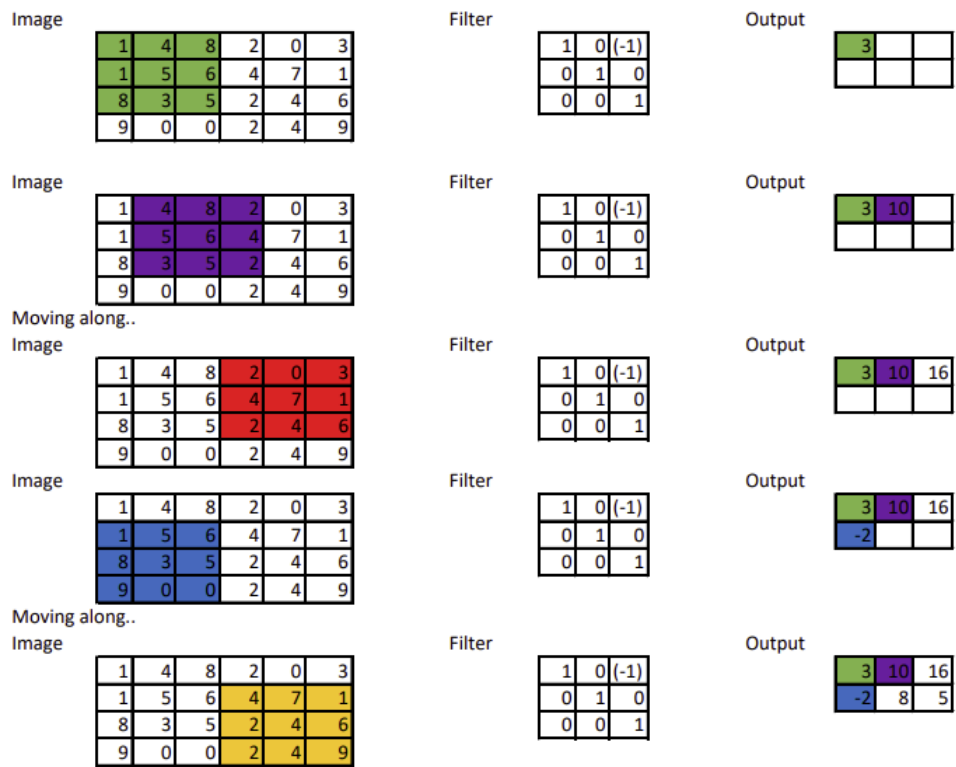 Image Filter Output
1 4 8 2 0 3 1 0 (-1) 3
1 5 6 4 7 1 0 1 0
8 3 5 2 4 6 0 0 1
9 0 0 2 4 9
Image Filter Output
1 4 8 2 0 3 1 0 (-1) 3 10
1 5 6 4 7 1 0 1 0
8 3 5 2 4 6 0 0 1
9 0 0 2 4 9
Moving along..
Image Filter Output
1 4 8 2 0 3 1 0 (-1) 3 10 16
1 5 6 4 7 1 0 1 0
8 3 5 2 4 6 0 0 1
9 0 0 2 4 9
Image Filter Output
1 4 8 2 0 3 1 0 (-1) 3 10 16
1 5 6 4 7 1 0 1 0 -2
8 3 5 2 4 6 0 0 1
9 0 0 2 4 9
Moving along..
Image Filter Output
1 4 8 2 0 3 1 0 (-1) 3 10 16
1 5 6 4 7 1 0 1 0 -2 8 5
8 3 5 2 4 6 0 0 1
9 0 0 2 4 9